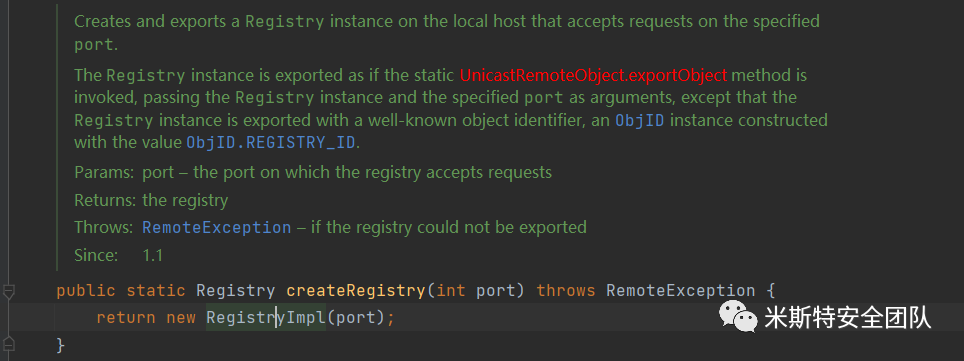 Creates and exports a Registry instance on the local host that accepts requests on the specified
port.
The Registry instance is exported as if the static UnicastRemoteObject.exportObject method is
invoked, passing the Registry instance and the specified port as arguments, except that the
Registry instance is exported with a well-known object identifier, an ObjID instance constructed
with the value ObjID.REGISTRY_ID.
Params: port – the port on which the registry accepts requests
Returns: the registry
Throws: RemoteException – if the registry could not be exported
Since: 1.1
public static Registry createRegistry(int port) throws RemoteException {
return new RegistryImpl(port);
米斯特安全团队
}